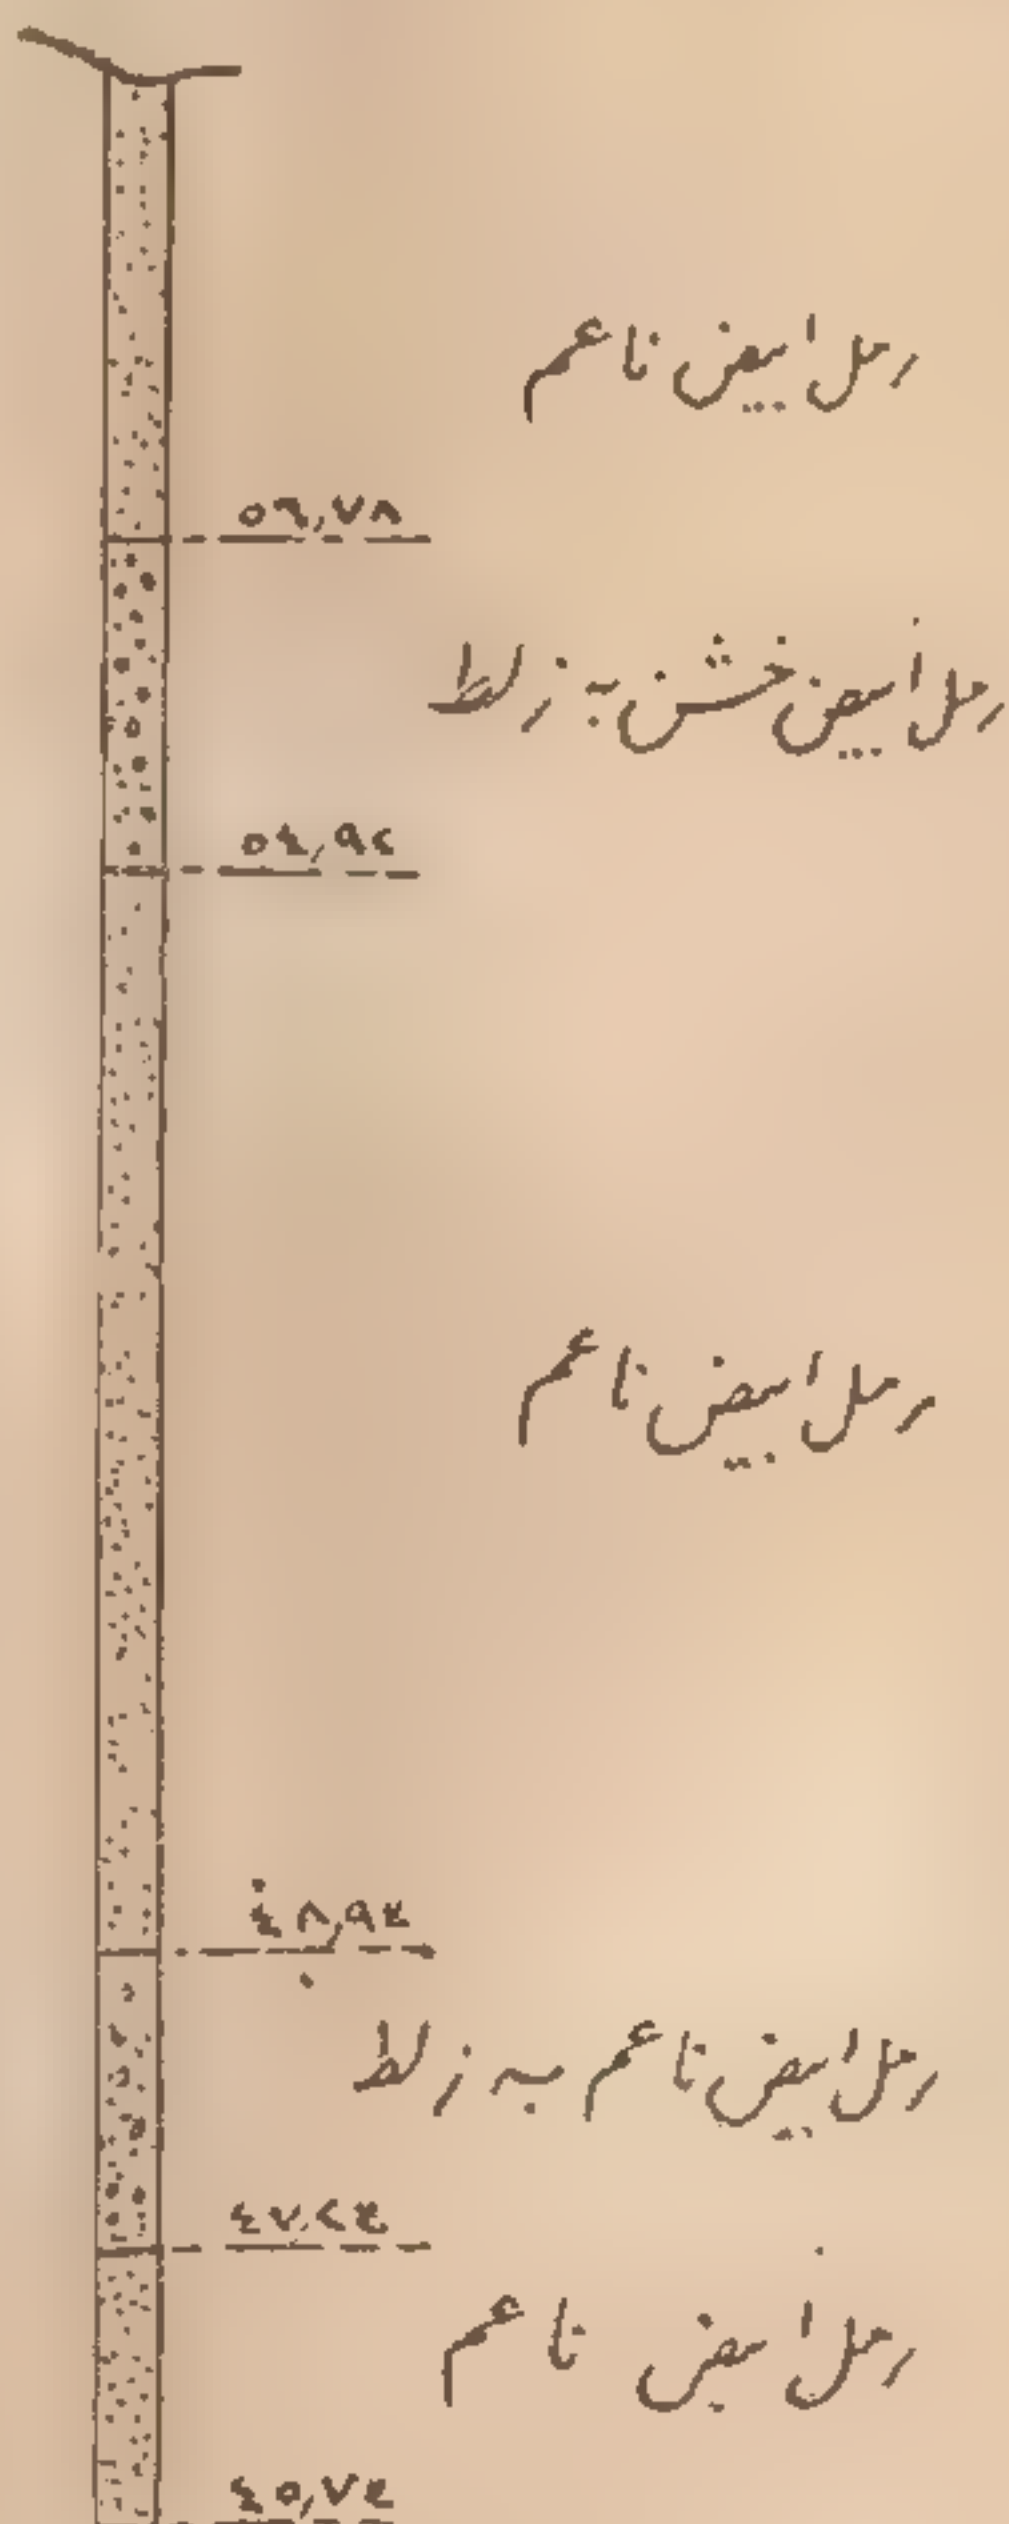 رمل ابيض ناعم
٥٦,٧٨
رمل أبيض خشن به زلط
٥٤,٩٢
رمل ابيض ناعم
٤٨,٩٤
رمل ابيض ناعم به زلط
٤٧,٢٤
رمل ابيض ناعم
٤٥,٧٤